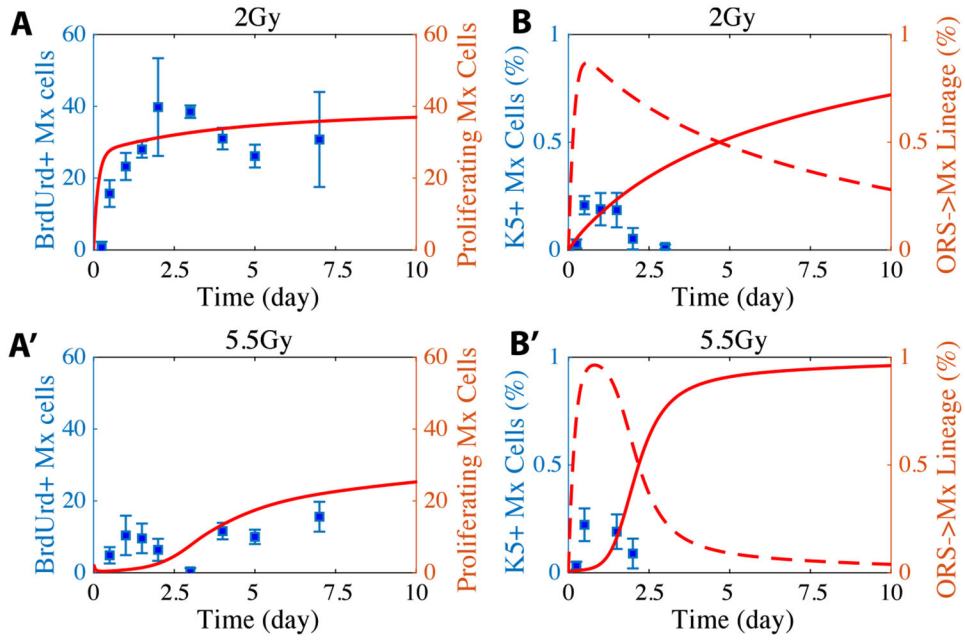 A
2Gy
60
40
20
0
BrdUrd+ Mx cells
60
40
20
0
Proliferating Mx Cells
0
2.5
5
7.5
10
Time (day)
B
2Gy
1
0.5
0
K5+ Mx Cells (%)
1
0.5
0
ORS->Mx Lineage (%)
0
2.5
5
7.5
10
Time (day)
A'
5.5Gy
60
40
20
0
BrdUrd+ Mx cells
60
40
20
0
Proliferating Mx Cells
0
2.5
5
7.5
10
Time (day)
B'
5.5Gy
1
0.5
0
K5+ Mx Cells (%)
1
0.5
0
ORS->Mx Lineage (%)
0
2.5
5
7.5
10
Time (day)